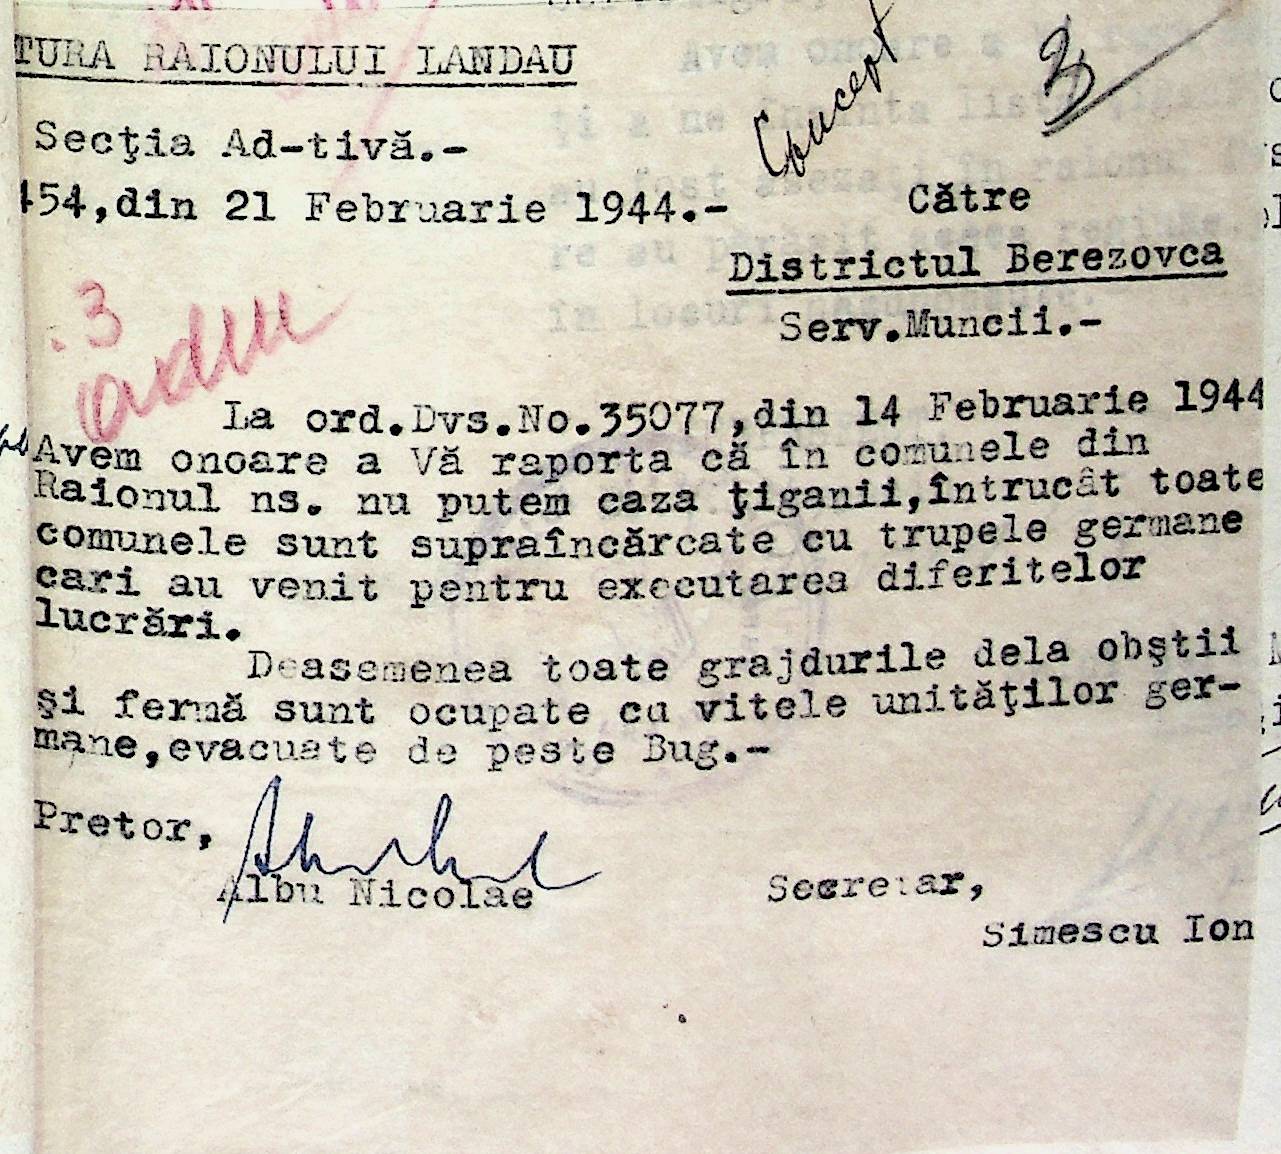 TURA RAIONULUI LANDAU
Concept
Secţia Ad-tivă.-
454,din 21 Februarie 1944.-
Către
Districtul Berezovca
Serv.Muncii.-
La ord.Dvs.No.35077,din 14 Februarie 1944
Avem onoare a Vă raporta că în comunele din
Raionul ns. nu putem caza ţiganii,întrucât toate
comunele sunt supraîncărcate cu trupele germane
cari au venit pentru executarea diferitelor
lucrări.
Deasemenea toate grajdurile dela obştii
şi fermă sunt ocupate cu vitele unităţilor ger-
mane,evacuate de peste Bug.-
Pretor,
Albu Nicolae
Secretar,
Simescu Ion